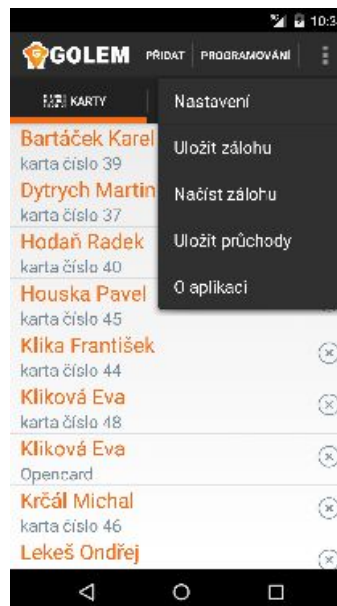 10:3
GOLEM PŘIDAT PROGRAMOVÁNÍ
KARTY
Nastavení
Uložit zálohu
Načíst zálohu
Uložit průchody
O aplikaci
Bartáček Karel
karta číslo 39
Dytrych Martin
karta číslo 37
Hodaň Radek
karta číslo 40
Houska Pavel
karta číslo 45
Klika František
karta číslo 44
Kliková Eva
karta číslo 48
Kliková Eva
Opencard
Krčál Michal
karta číslo 46
Lekeš Ondřej